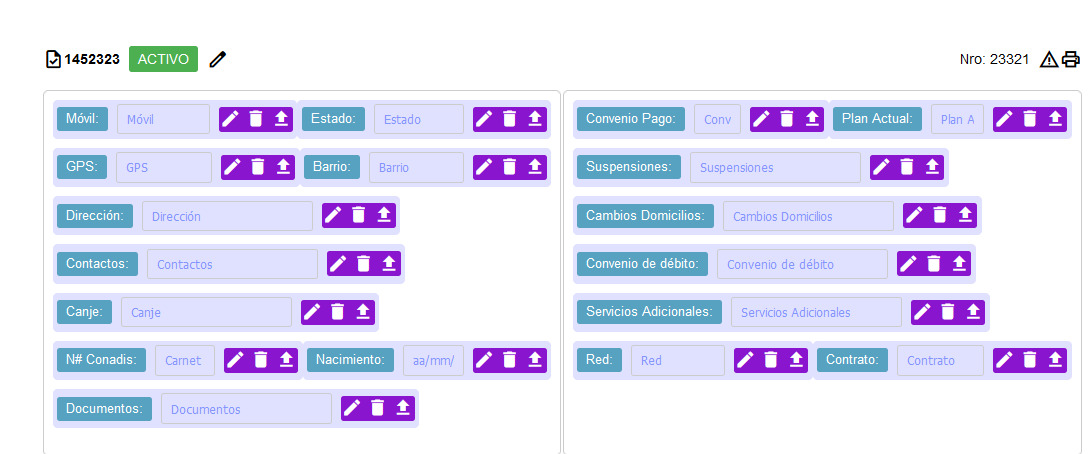 1452323 ACTIVO Nro: 23321
Móvil: Móvil Estado: Estado
GPS: GPS Barrio: Barrio
Dirección: Dirección
Contactos: Contactos
Canje: Canje
N# Conadis: Carnet Nacimiento: aa/mm/
Documentos: Documentos
Convenio Pago: Conv Plan Actual: Plan A
Suspensiones: Suspensiones
Cambios Domicilios: Cambios Domicilios
Convenio de débito: Convenio de débito
Servicios Adicionales: Servicios Adicionales
Red: Red Contrato: Contrato